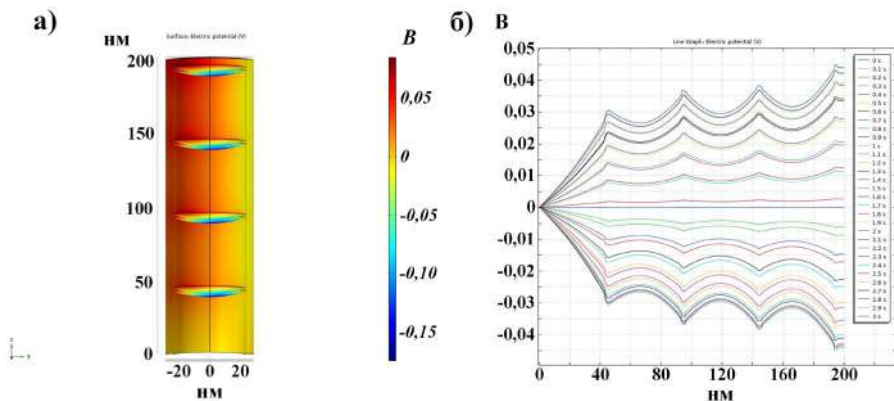 а)
Surface: Electric potential (V)
нм
В
200
150
100
50
0
0,05
0
-0,05
-0,10
-0,15
-20 0 20
нм
z
Y
б) В
Line Graph: Electric potential (V)
0,05
0,04
0,03
0,02
0,01
0
-0,01
-0,02
-0,03
-0,04
0 40 80 120 160 200
нм
0 s
0.1 s
0.2 s
0.3 s
0.4 s
0.5 s
0.6 s
0.7 s
0.8 s
0.9 s
1 s
1.1 s
1.2 s
1.3 s
1.4 s
1.5 s
1.6 s
1.7 s
1.8 s
1.9 s
2 s
2.1 s
2.2 s
2.3 s
2.4 s
2.5 s
2.6 s
2.7 s
2.8 s
2.9 s
3 s